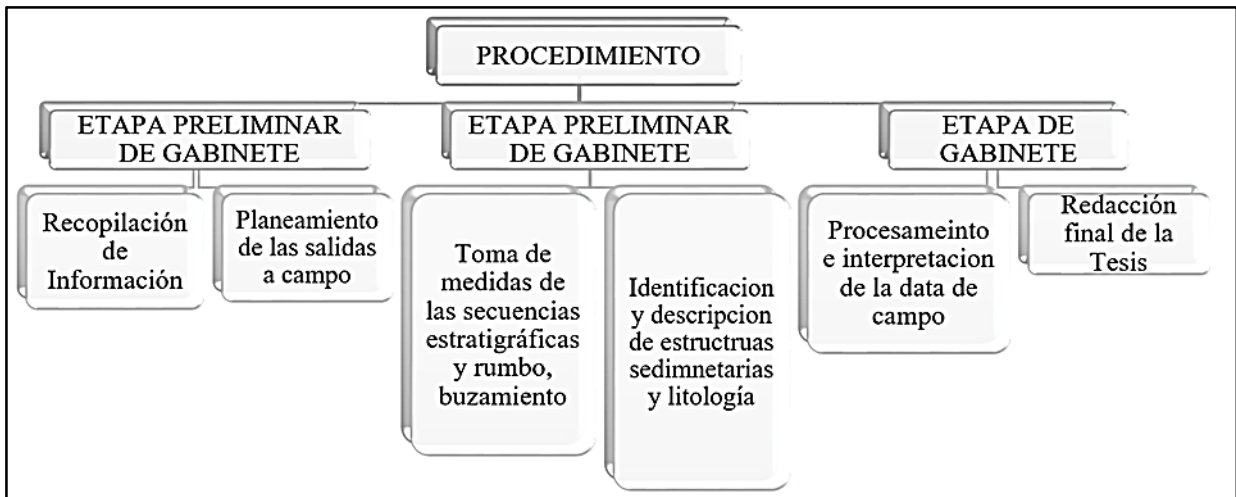 PROCEDIMIENTO
ETAPA PRELIMINAR
DE GABINETE
Recopilación
de
Información
Planeamiento
de las salidas
a campo
ETAPA PRELIMINAR
DE GABINETE
Toma de
medidas de
las secuencias
estratigráficas
y rumbo,
buzamiento
Identificacion
y descripcion
de estructruas
sedimnetarias
y litología
ETAPA DE
GABINETE
Procesameinto
e interpretacion
de la data de
campo
Redacción
final de la
Tesis